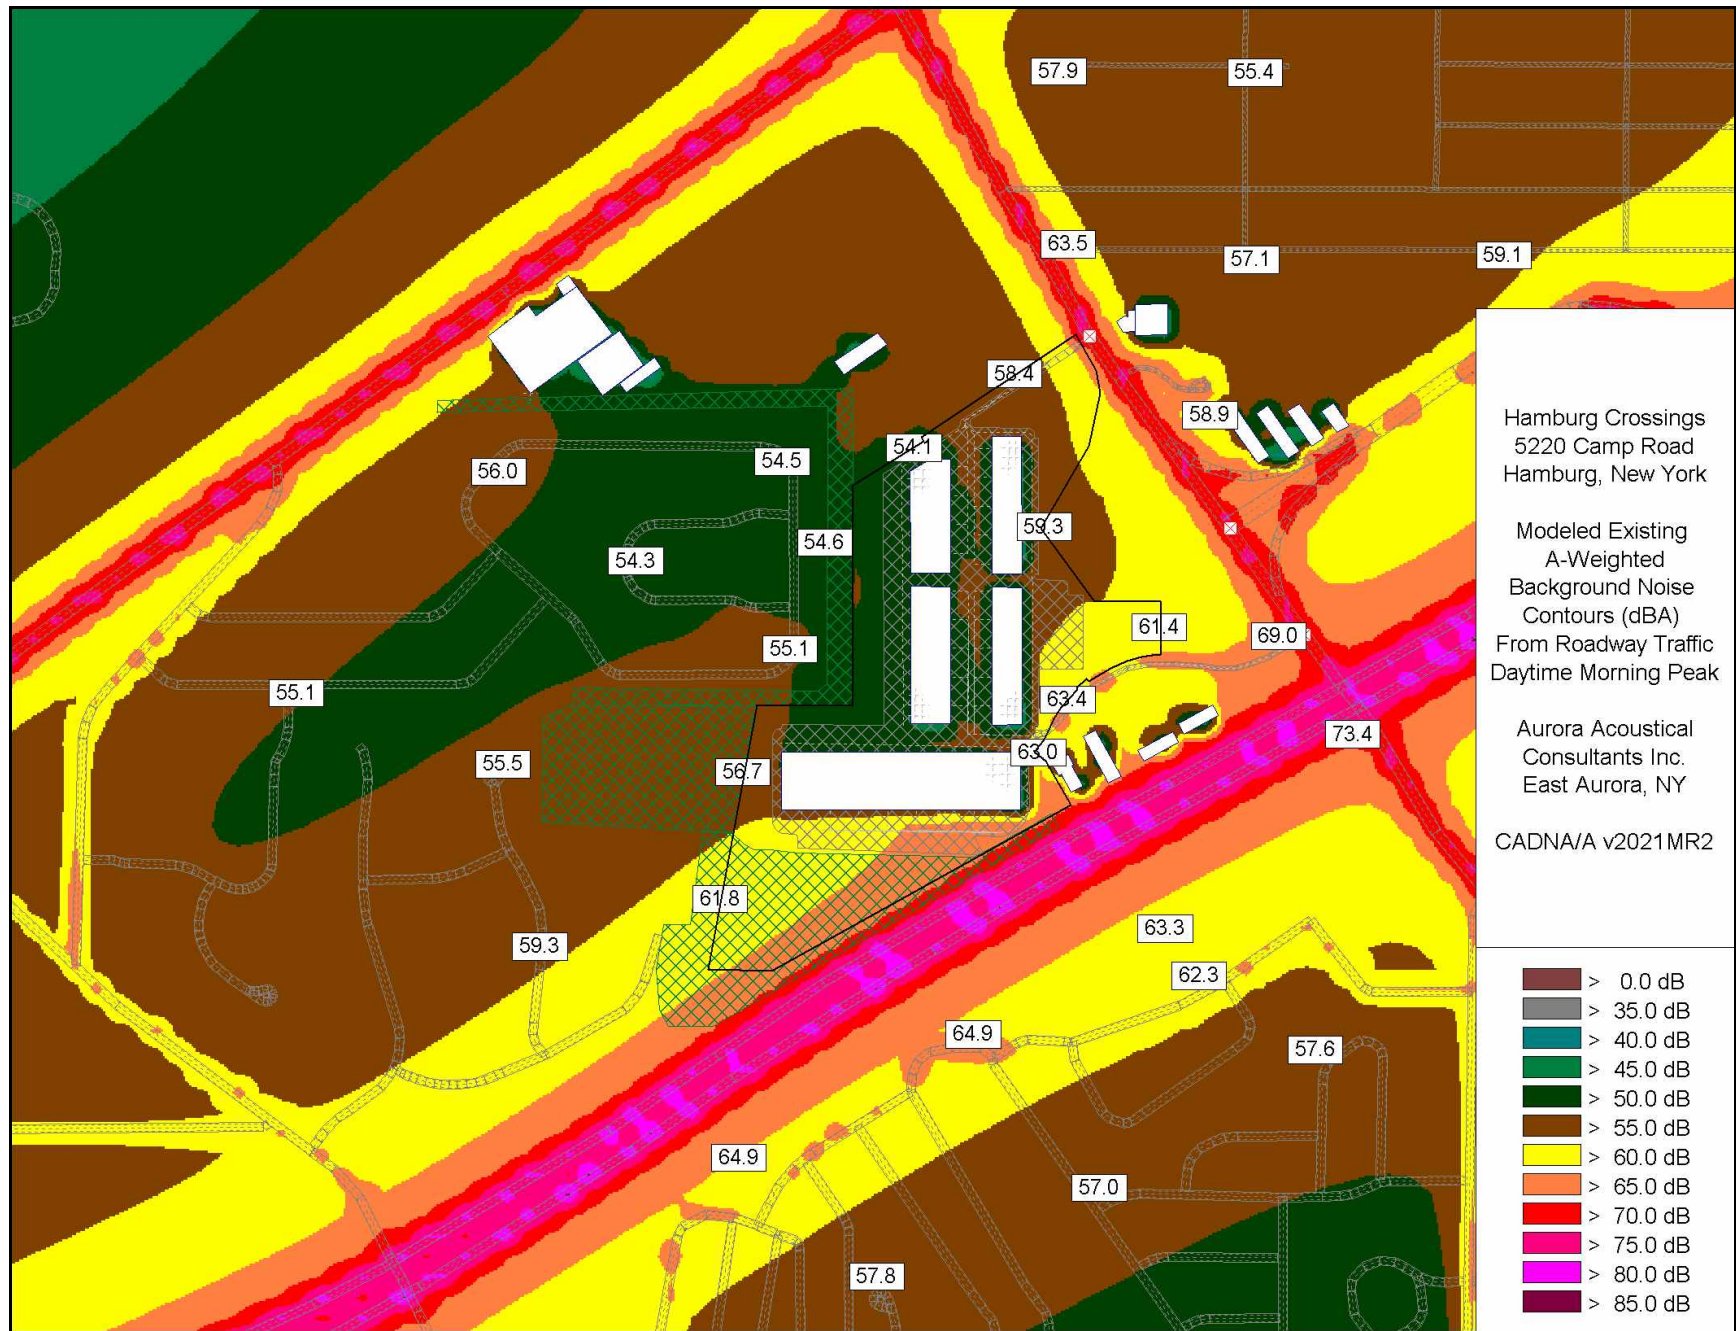 57.9
55.4
63.5
57.1
59.1
58.4
58.9
54.1
54.5
56.0
59.3
54.6
54.3
61.4
69.0
55.1
55.1
63.4
73.4
63.0
55.5
56.7
61.8
63.3
59.3
62.3
64.9
57.6
64.9
57.0
57.8
Hamburg Crossings
5220 Camp Road
Hamburg, New York
Modeled Existing
A-Weighted
Background Noise
Contours (dBA)
From Roadway Traffic
Daytime Morning Peak
Aurora Acoustical
Consultants Inc.
East Aurora, NY
CADNA/A v2021MR2
> 0.0 dB
> 35.0 dB
> 40.0 dB
> 45.0 dB
> 50.0 dB
> 55.0 dB
> 60.0 dB
> 65.0 dB
> 70.0 dB
> 75.0 dB
> 80.0 dB
> 85.0 dB